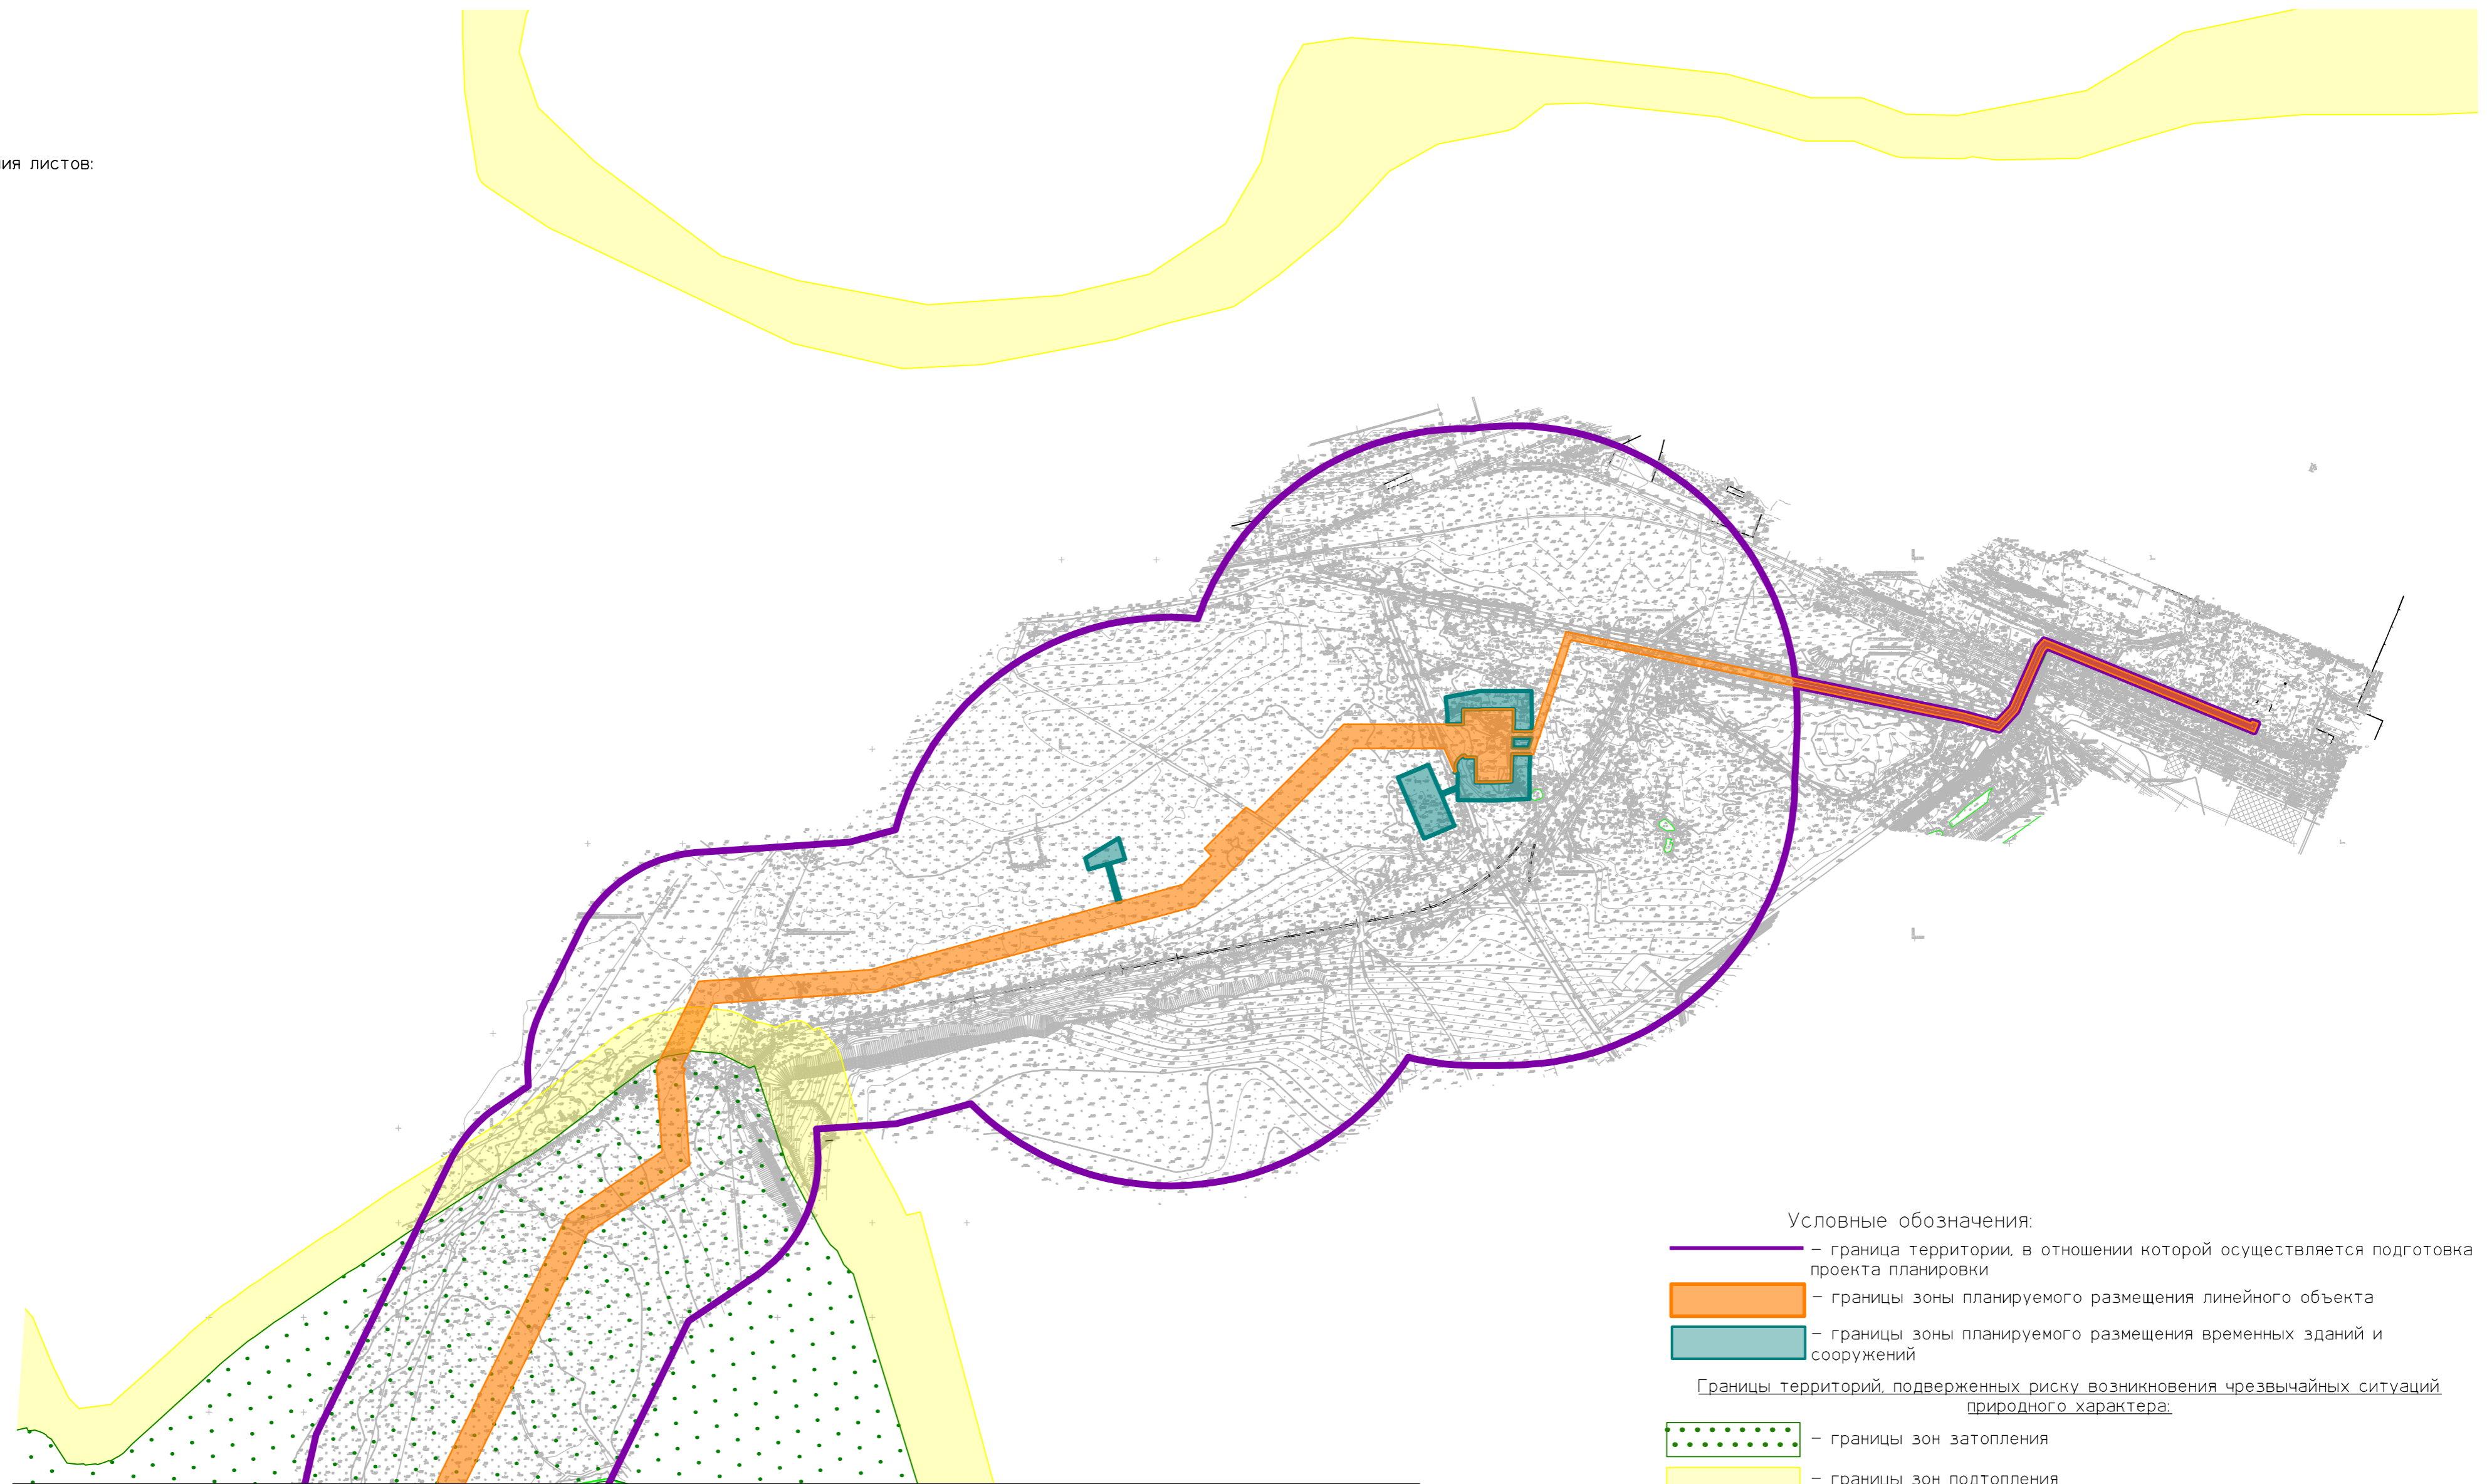 ия листов:
Условные обозначения:
– граница территории, в отношении которой осуществляется подготовка
проекта планировки
– границы зоны планируемого размещения линейного объекта
– границы зоны планируемого размещения временных зданий и
сооружений
Границы территорий, подверженных риску возникновения чрезвычайных ситуаций
природного характера:
– границы зон затопления
– границы зон подтопления